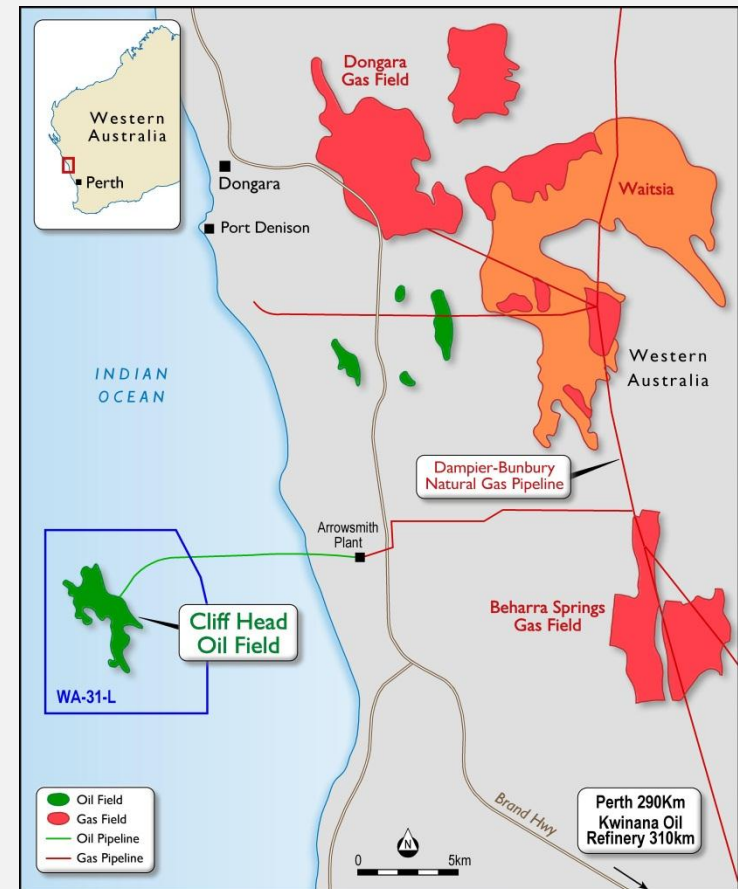 Western
Australia
Perth
Dongara
Gas Field
Waitsia
Dongara
Port Denison
INDIAN
OCEAN
Western
Australia
Dampier-Bunbury
Natural Gas Pipeline
Arrowsmith
Plant
Cliff Head
Oil Field
Beharra Springs
Gas Field
WA-31-L
Oil Field
Gas Field
Oil Pipeline
Gas Pipeline
N
0 5km
Brand Hwy
Perth 290Km
Kwinana Oil
Refinery 310km